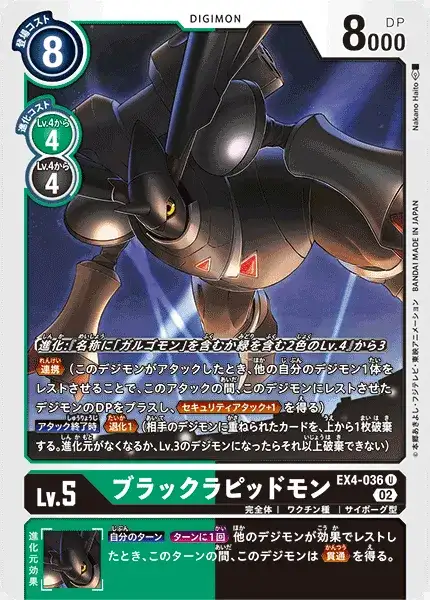 登場コスト
8
DIGIMON
8000
DP
進化コスト
Lv.4から
4
Lv.4から
4
Nakano Haito
BANDAI MADE IN JAPAN
©本郷あきよし・フジテレビ・東映アニメーション
進化:「名称に「ガルゴモン」を含むか緑を含む2色のLv.4」から3
連携 (このデジモンがアタックしたとき、他の自分のデジモン1体を
レストさせることで、このアタックの間、このデジモンにレストさせた
デジモンのDPをプラスし、セキュリティアタック+1 を得る)
アタック終了時 退化1 (相手のデジモンに重ねられたカードを、上から1枚破棄
する。進化元がなくなるか、Lv.3のデジモンになったらそれ以上破棄できない)
Lv.5
ブラックラピッドモン
EX4-036 U
02
完全体 | ワクチン種 | サイボーグ型
進化元効果
自分のターン ターンに1回 他のデジモンが効果でレストし
たとき、このターンの間、このデジモンは 貫通 を得る。